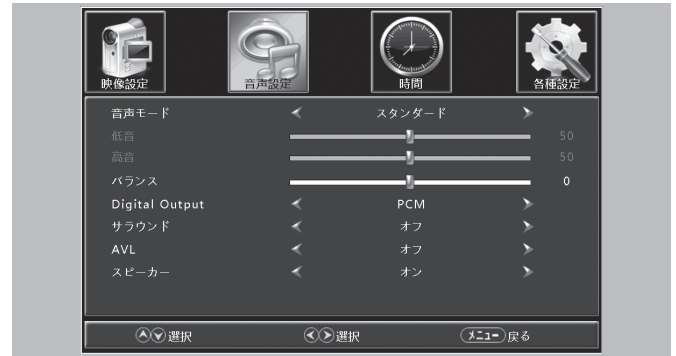 映像設定 音声設定 時間 各種設定
音声モード スタンダード
低音 50
高音 50
バランス 0
Digital Output PCM
サラウンド オフ
AVL オフ
スピーカー オン
選択 選択 メニュー 戻る